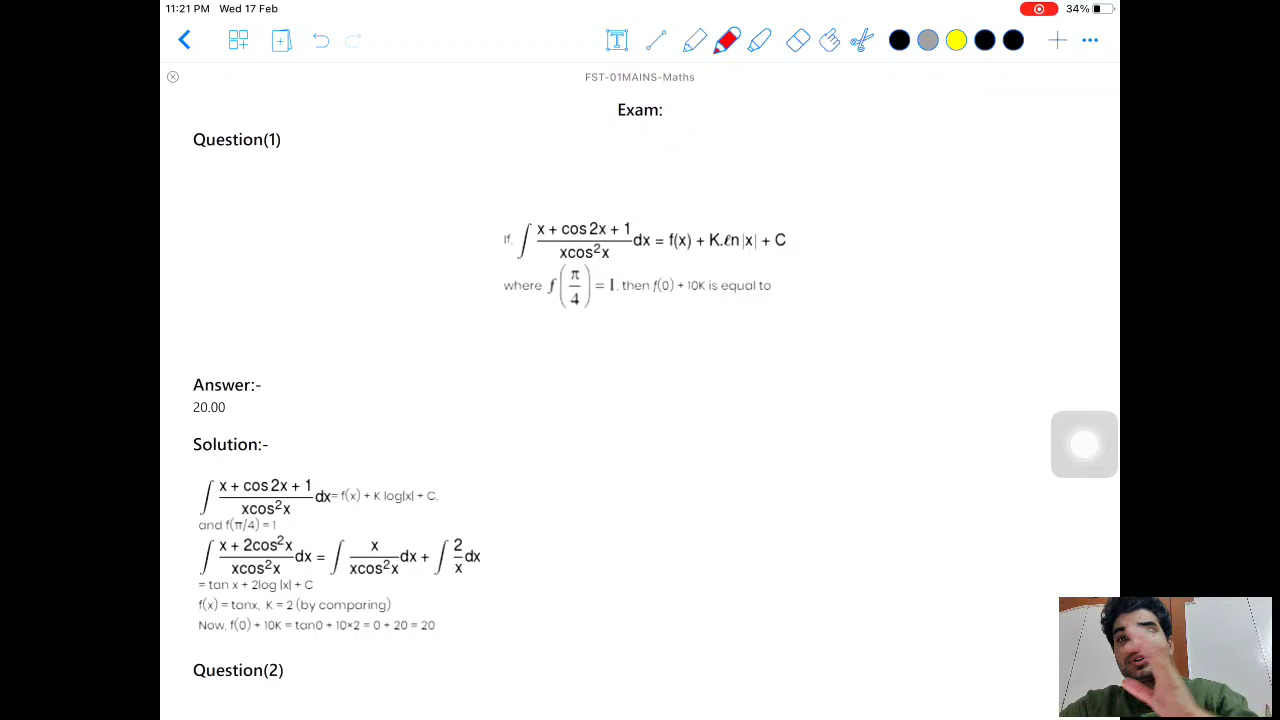 11:21 PM Wed 17 Feb
34%
FST-01MAINS-Maths
Exam:
Question(1)
If, ∫ (x + cos 2x + 1)/(xcos²x) dx = f(x) + K.ℓn |x| + C
where f(π/4) = 1, then f(0) + 10K is equal to
Answer:-
20.00
Solution:-
∫ (x + cos 2x + 1)/(xcos²x) dx = f(x) + K log|x| + C,
and f(π/4) = 1
∫ (x + 2cos²x)/(xcos²x) dx = ∫ x/(xcos²x) dx + ∫ 2/x dx
= tan x + 2log |x| + C
f(x) = tanx, K = 2 (by comparing)
Now, f(0) + 10K = tan0 + 10×2 = 0 + 20 = 20
Question(2)